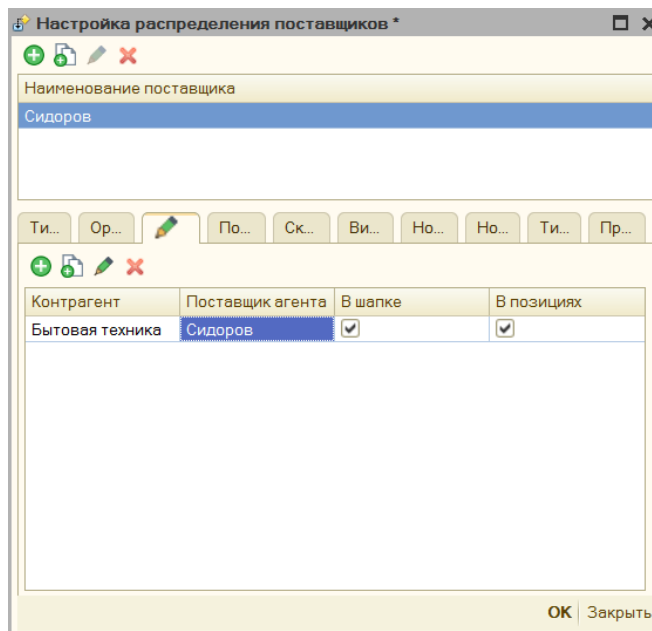 Настройка распределения поставщиков *
Наименование поставщика
Сидоров
Ти... Ор... По... Ск... Ви... Но... Но... Ти... Пр...
Контрагент Поставщик агента В шапке В позициях
Бытовая техника Сидоров
OK Закрыть